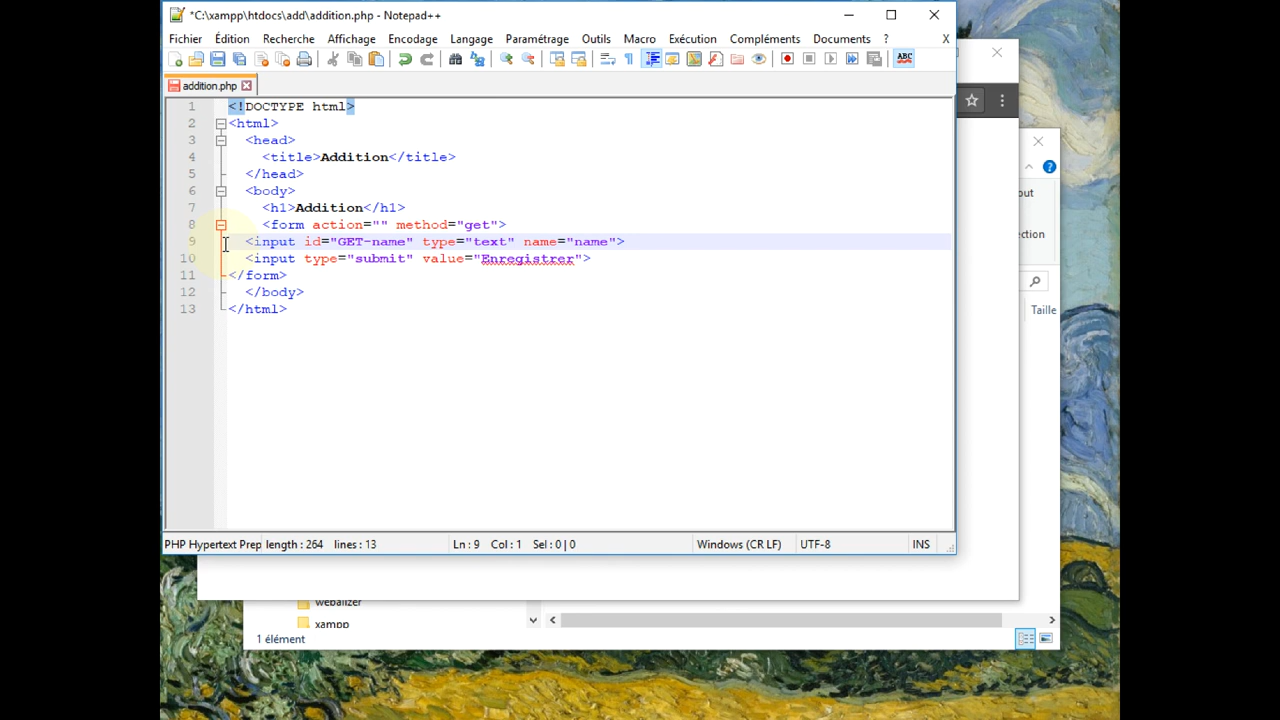 *C:\xampp\htdocs\add\addition.php - Notepad++
Fichier Édition Recherche Affichage Encodage Langage Paramétrage Outils Macro Exécution Compléments Documents ? X
ABC
addition.php
1 <!DOCTYPE html>
2 <html>
3 <head>
4 <title>Addition</title>
5 </head>
6 <body>
7 <h1>Addition</h1>
8 <form action="" method="get">
9 <input id="GET-name" type="text" name="name">
10 <input type="submit" value="Enregistrer">
11 </form>
12 </body>
13 </html>
PHP Hypertext Prep length : 264 lines : 13 Ln : 9 Col : 1 Sel : 0 | 0 Windows (CR LF) UTF-8 INS
out
ection
Taille
webalizer
xampp
1 élément